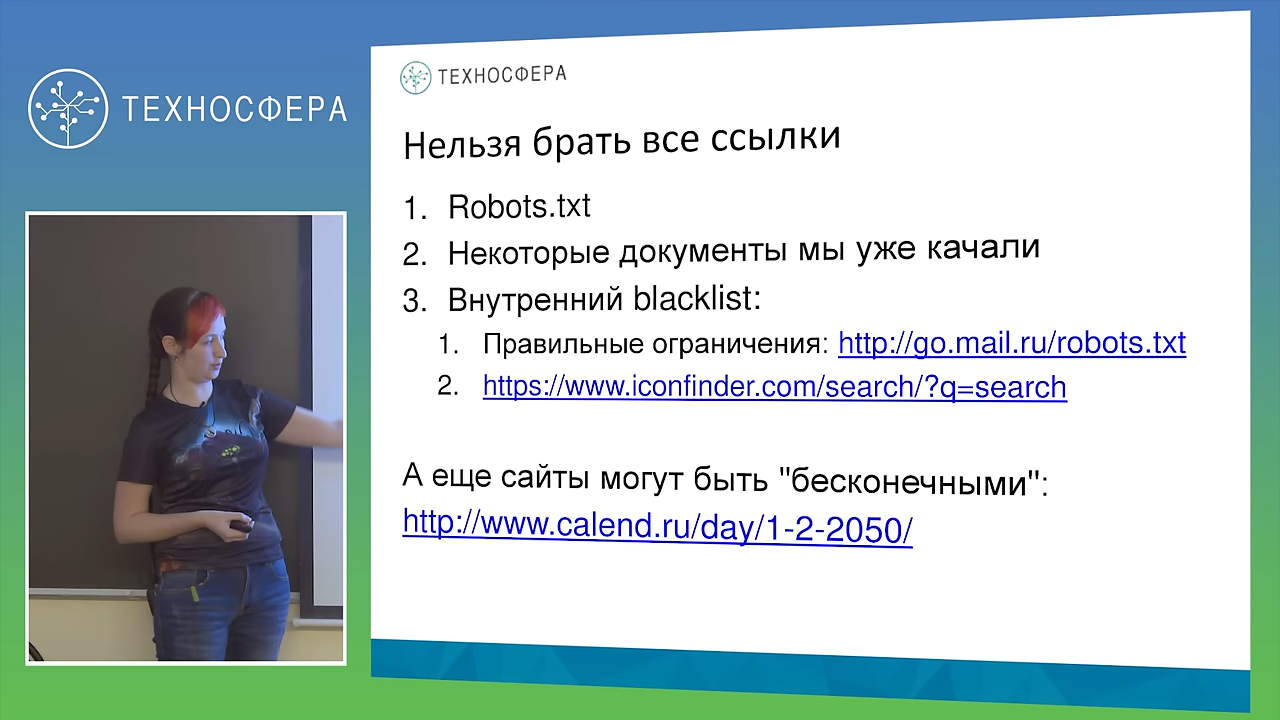 ТЕХНОСФЕРА
ТЕХНОСФЕРА
Нельзя брать все ссылки
1. Robots.txt
2. Некоторые документы мы уже качали
3. Внутренний blacklist:
1. Правильные ограничения: http://go.mail.ru/robots.txt
2. https://www.iconfinder.com/search/?q=search
А еще сайты могут быть "бесконечными":
http://www.calend.ru/day/1-2-2050/